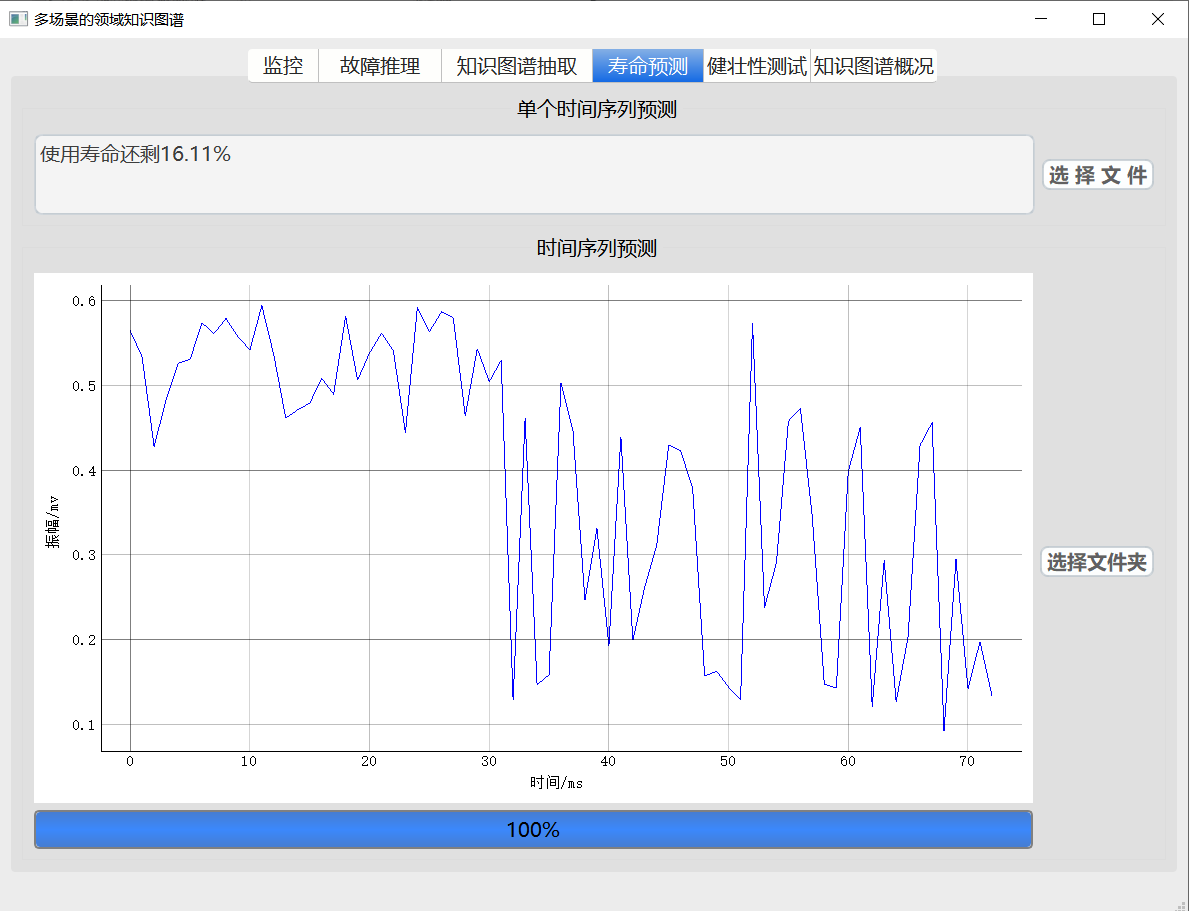 多场景的领域知识图谱
监控 故障推理 知识图谱抽取 寿命预测 健壮性测试 知识图谱概况
单个时间序列预测
使用寿命还剩16.11%
选 择 文 件
时间序列预测
0.6
0.5
0.4
0.3
0.2
0.1
振幅/mv
0 10 20 30 40 50 60 70
时间/ms
选择文件夹
100%